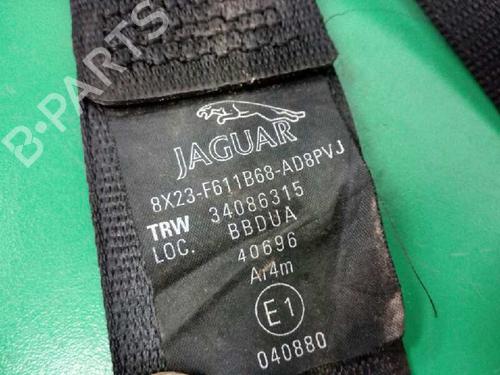 B-PARTS
JAGUAR
8X23-F611B68-AD8PVJ
TRW 34086315
LOC. BBDUA
40696
Ar4m
E1
040880